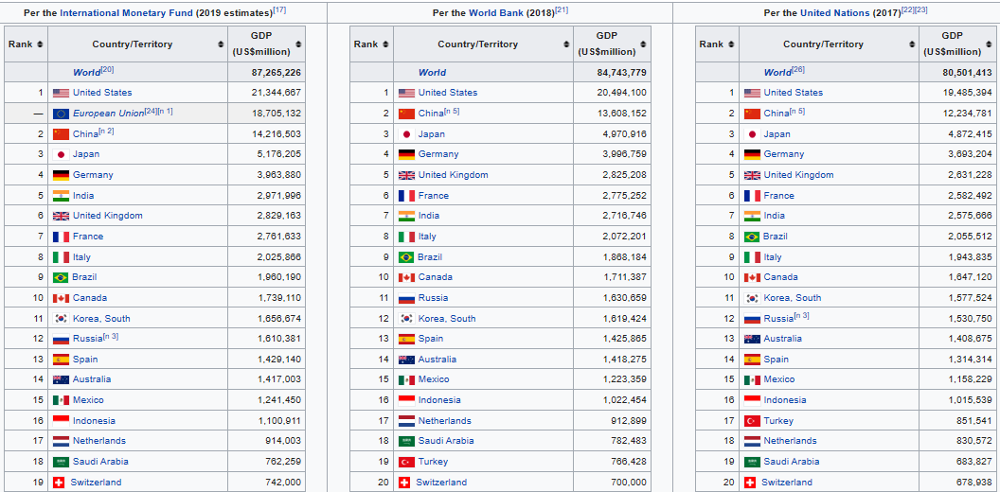 Per the International Monetary Fund (2019 estimates)[17]
Rank Country/Territory GDP (US$million)
World[20] 87,265,226
1 United States 21,344,667
— European Union[24][n 1] 18,705,132
2 China[n 2] 14,216,503
3 Japan 5,176,205
4 Germany 3,963,880
5 India 2,971,996
6 United Kingdom 2,829,163
7 France 2,761,633
8 Italy 2,025,866
9 Brazil 1,960,190
10 Canada 1,739,110
11 Korea, South 1,656,674
12 Russia[n 3] 1,610,381
13 Spain 1,429,140
14 Australia 1,417,003
15 Mexico 1,241,450
16 Indonesia 1,100,911
17 Netherlands 914,003
18 Saudi Arabia 762,259
19 Switzerland 742,000
Per the World Bank (2018)[21]
Rank Country/Territory GDP (US$million)
World 84,743,779
1 United States 20,494,100
2 China[n 5] 13,608,152
3 Japan 4,970,916
4 Germany 3,996,759
5 United Kingdom 2,825,208
6 France 2,775,252
7 India 2,716,746
8 Italy 2,072,201
9 Brazil 1,868,184
10 Canada 1,711,387
11 Russia 1,630,659
12 Korea, South 1,619,424
13 Spain 1,425,865
14 Australia 1,418,275
15 Mexico 1,223,359
16 Indonesia 1,022,454
17 Netherlands 912,899
18 Saudi Arabia 782,483
19 Turkey 766,428
20 Switzerland 700,000
Per the United Nations (2017)[22][23]
Rank Country/Territory GDP (US$million)
World[26] 80,501,413
1 United States 19,485,394
2 China[n 5] 12,234,781
3 Japan 4,872,415
4 Germany 3,693,204
5 United Kingdom 2,631,228
6 France 2,582,492
7 India 2,575,666
8 Brazil 2,055,512
9 Italy 1,943,835
10 Canada 1,647,120
11 Korea, South 1,577,524
12 Russia[n 3] 1,530,750
13 Australia 1,408,675
14 Spain 1,314,314
15 Mexico 1,158,229
16 Indonesia 1,015,539
17 Turkey 851,541
18 Netherlands 830,572
19 Saudi Arabia 683,827
20 Switzerland 678,938